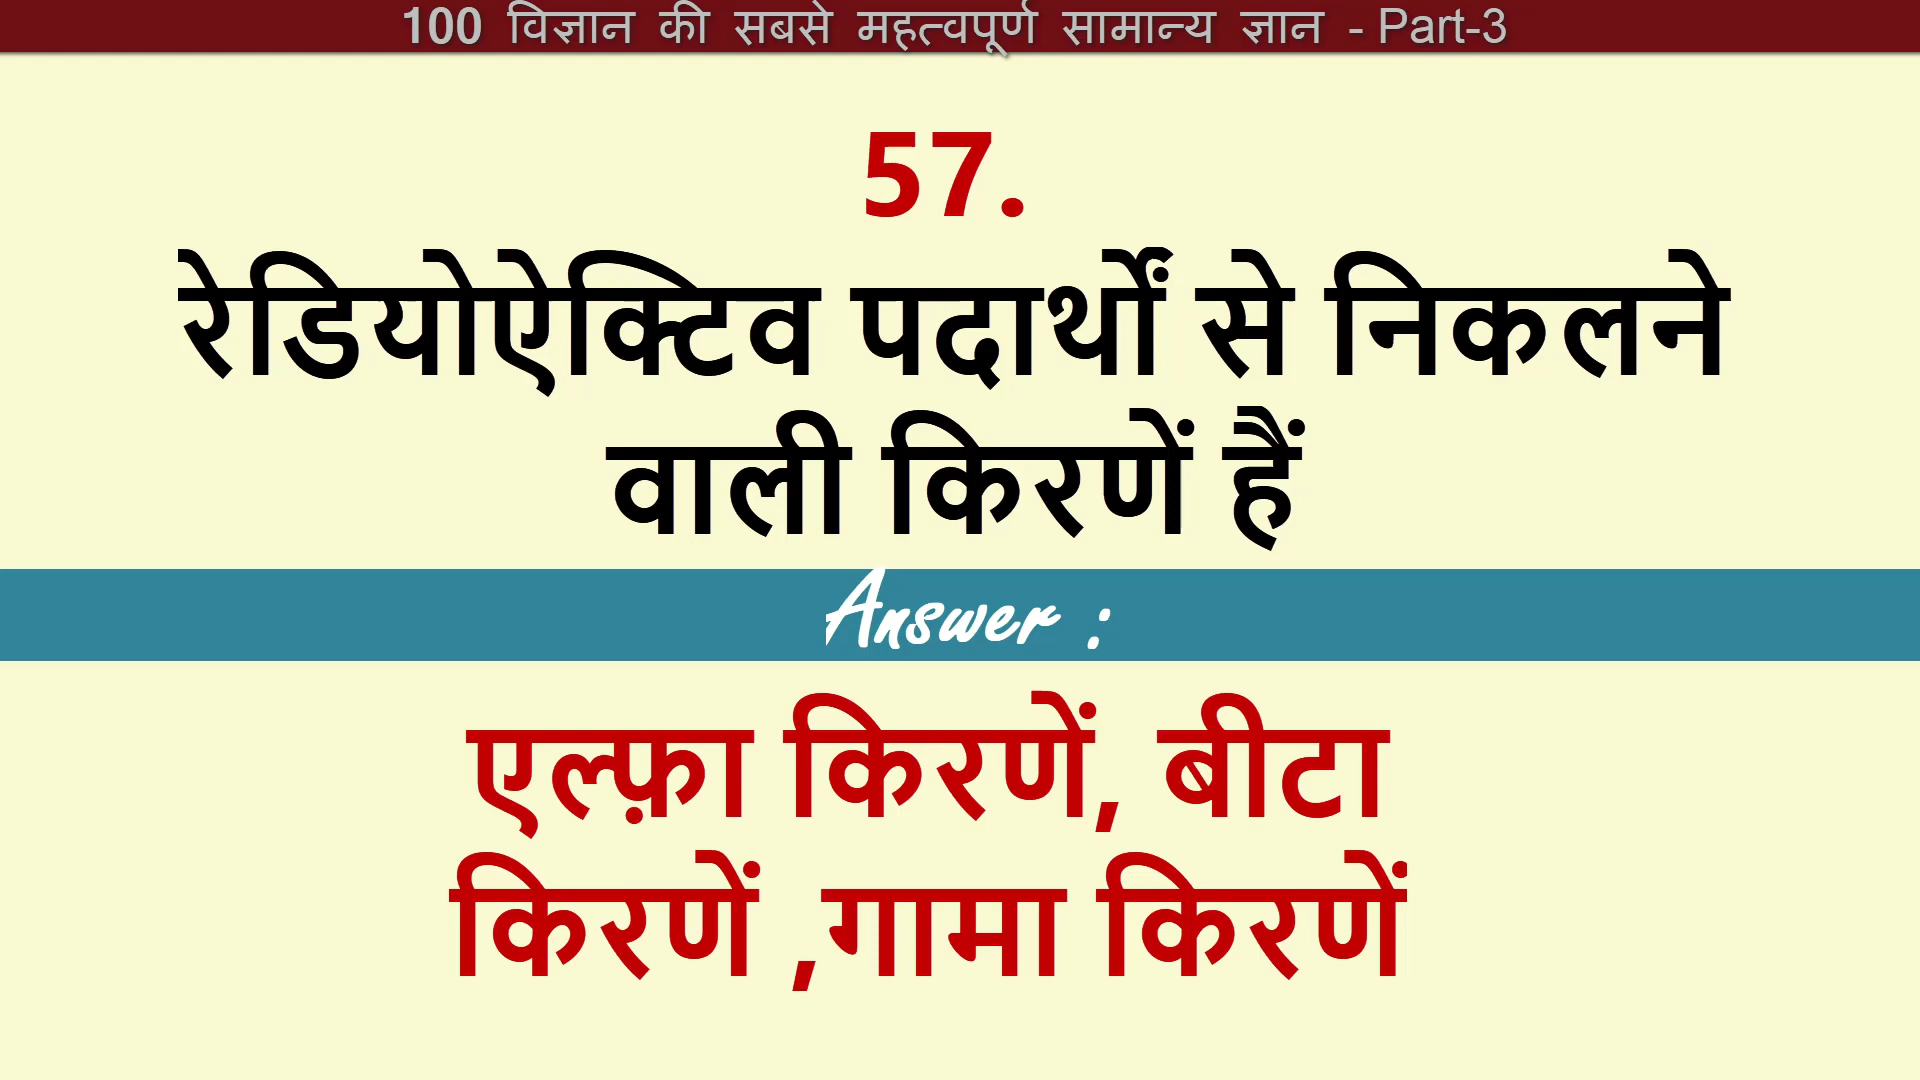 100 विज्ञान की सबसे महत्वपूर्ण सामान्य ज्ञान - Part-3
57.
रेडियोऐक्टिव पदार्थों से निकलने
वाली किरणें हैं
Answer :
एल्फ़ा किरणें, बीटा
किरणें ,गामा किरणें